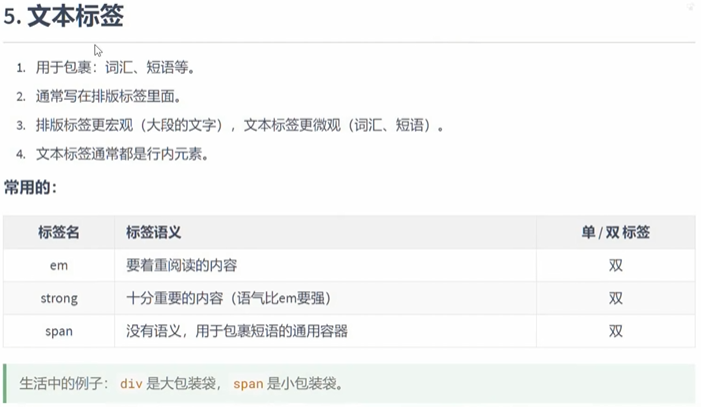 5. 文本标签
1. 用于包裹：词汇、短语等。
2. 通常写在排版标签里面。
3. 排版标签更宏观（大段的文字），文本标签更微观（词汇、短语）。
4. 文本标签通常都是行内元素。
常用的：
标签名 标签语义 单 / 双 标签
em 要着重阅读的内容 双
strong 十分重要的内容（语气比em要强） 双
span 没有语义，用于包裹短语的通用容器 双
生活中的例子： div 是大包装袋， span 是小包装袋。